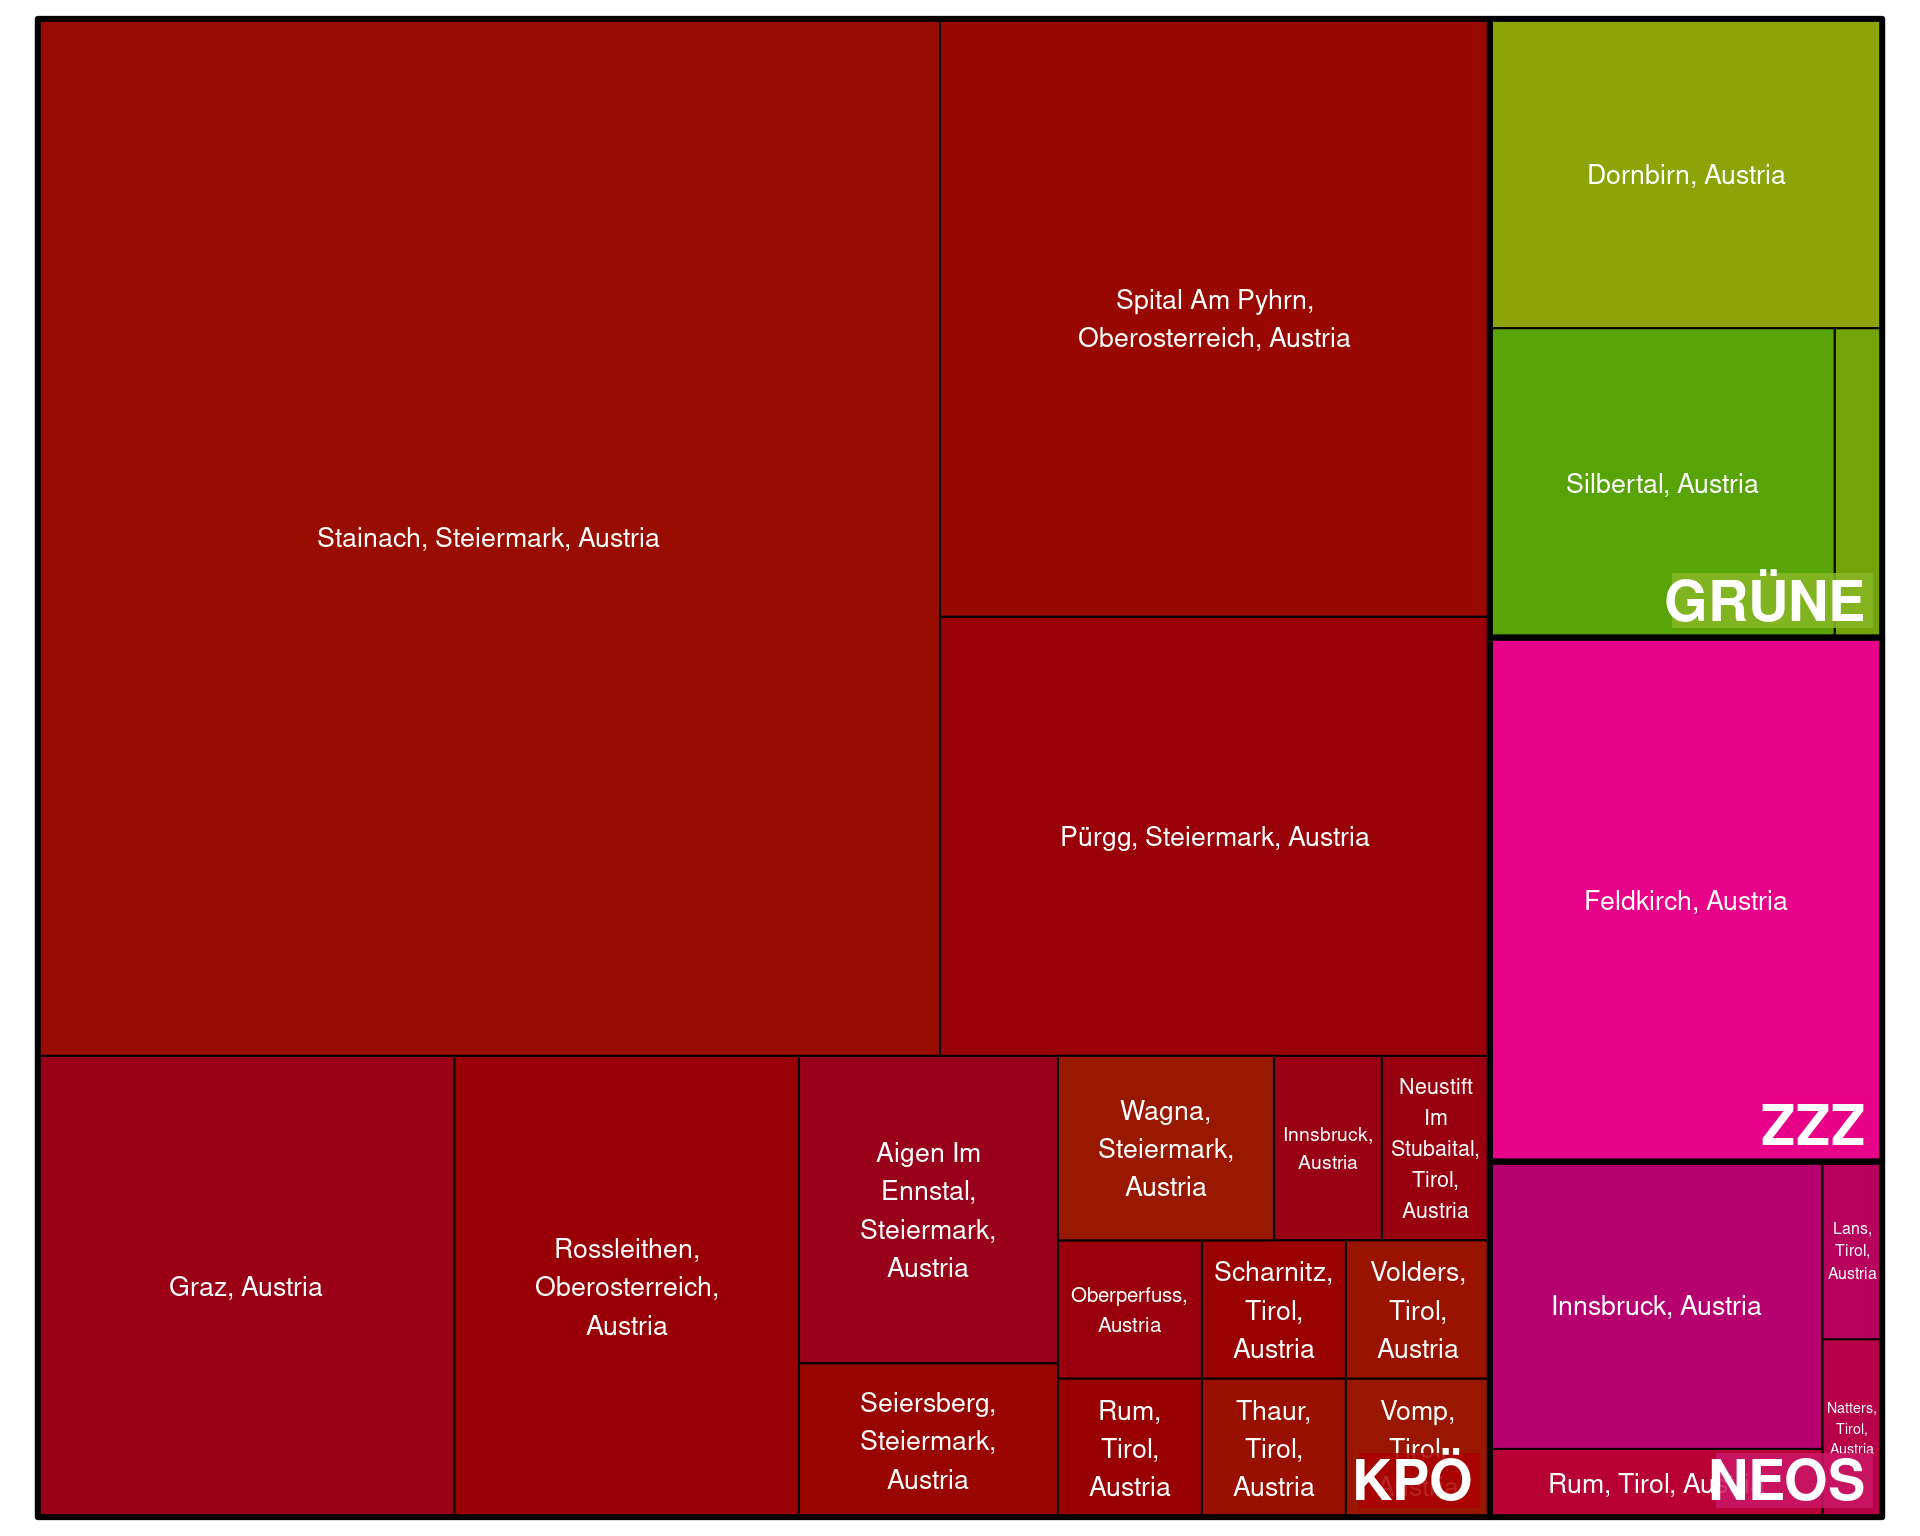 Stainach, Steiermark, Austria
Spital Am Pyhrn,
Oberosterreich, Austria
Pürgg, Steiermark, Austria
Graz, Austria
Rossleithen,
Oberosterreich,
Austria
Aigen Im
Ennstal,
Steiermark,
Austria
Seiersberg,
Steiermark,
Austria
Wagna,
Steiermark,
Austria
Innsbruck,
Austria
Neustift
Im
Stubaital,
Tirol,
Austria
Oberperfuss,
Austria
Scharnitz,
Tirol,
Austria
Volders,
Tirol,
Austria
Rum,
Tirol,
Austria
Thaur,
Tirol,
Austria
Vomp,
Tirol,
Austria
KPÖ
Dornbirn, Austria
Silbertal, Austria
GRÜNE
Feldkirch, Austria
ZZZ
Innsbruck, Austria
Lans,
Tirol,
Austria
Natters,
Tirol,
Austria
Rum, Tirol, Austria
NEOS